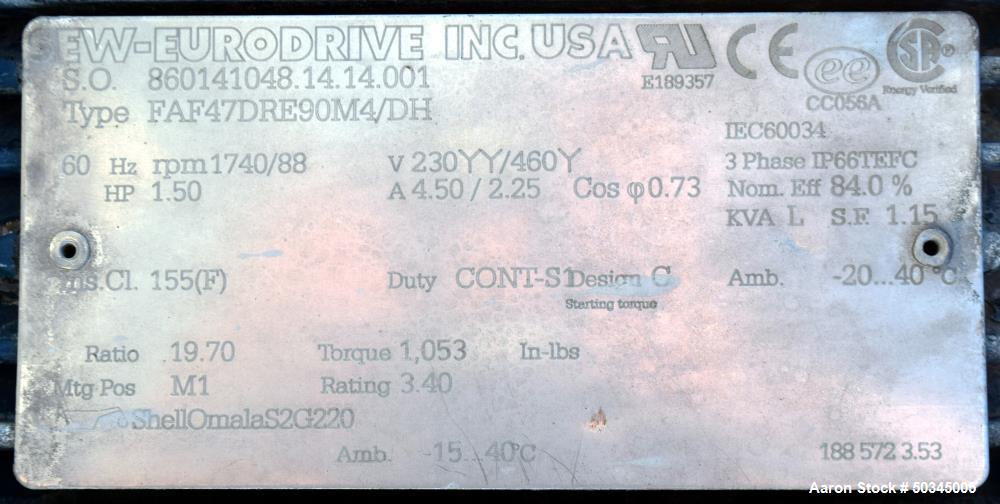 EW-EURODRIVE INC. USA
E189357
CC056A
Energy Verified
S.O. 860141048.14.14.001
Type FAF47DRE90M4/DH
IEC60034
60 Hz rpm 1740/88 V 230YY/460Y 3 Phase IP66TEFC
HP 1.50 A 4.50 / 2.25 Cos φ 0.73 Nom. Eff 84.0 %
KVA L S.F. 1.15
ns.Cl. 155(F) Duty CONT-S1 Design C Amb. -20...40 °C
Starting torque
Ratio 19.70 Torque 1,053 In-lbs
Mtg Pos M1 Rating 3.40
ShellOmalaS2G220
Amb. 15 40°C 188 572 3.53
Aaron Stock # 50345006